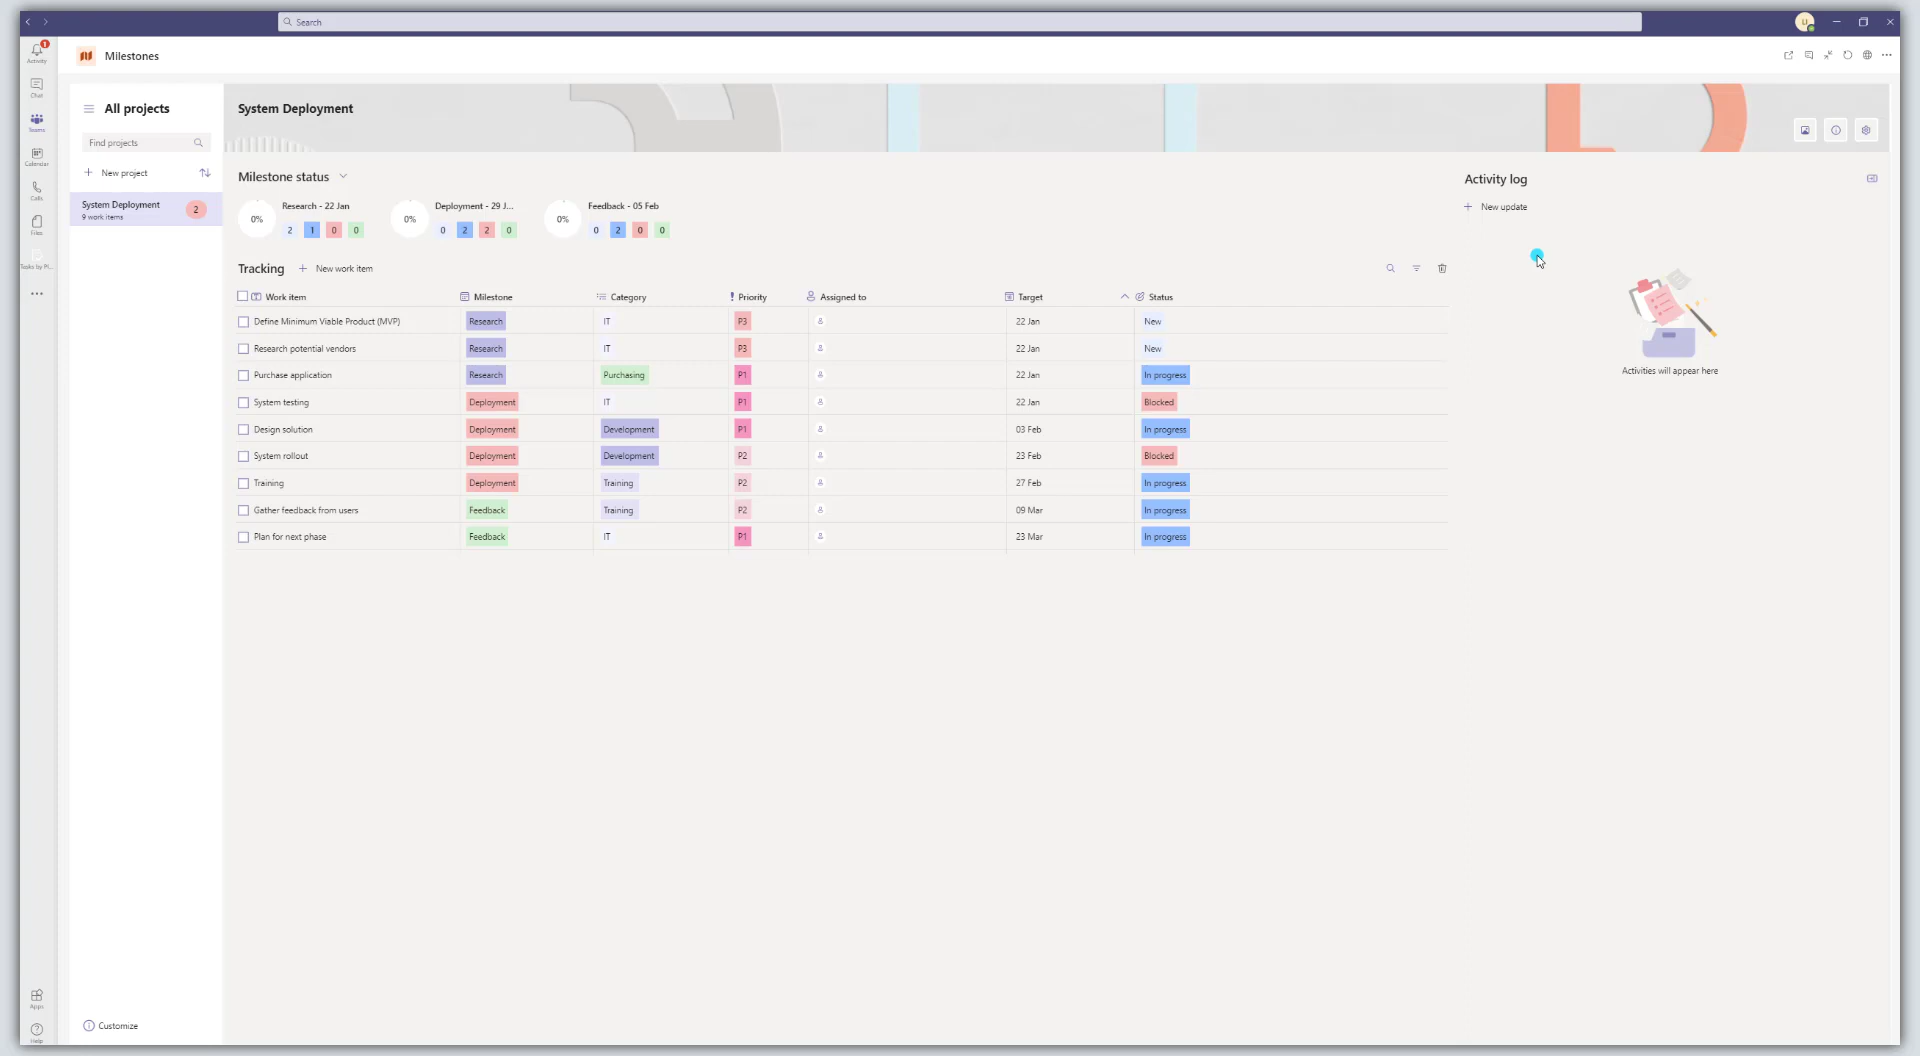 Search
U
1
Activity
Chat
Teams
Calendar
Calls
Files
Tasks by Pl...
Apps
Help
Milestones
All projects
Find projects
New project
System Deployment
9 work items
2
Customize
System Deployment
Milestone status
0% Research - 22 Jan
2 1 0 0
0% Deployment - 29 J...
0 2 2 0
0% Feedback - 05 Feb
0 2 0 0
Tracking New work item
Work item Milestone Category Priority Assigned to Target Status
Define Minimum Viable Product (MVP) Research IT P3 22 Jan New
Research potential vendors Research IT P3 22 Jan New
Purchase application Research Purchasing P1 22 Jan In progress
System testing Deployment IT P1 22 Jan Blocked
Design solution Deployment Development P1 03 Feb In progress
System rollout Deployment Development P2 23 Feb Blocked
Training Deployment Training P2 27 Feb In progress
Gather feedback from users Feedback Training P2 09 Mar In progress
Plan for next phase Feedback IT P1 23 Mar In progress
Activity log
New update
Activities will appear here